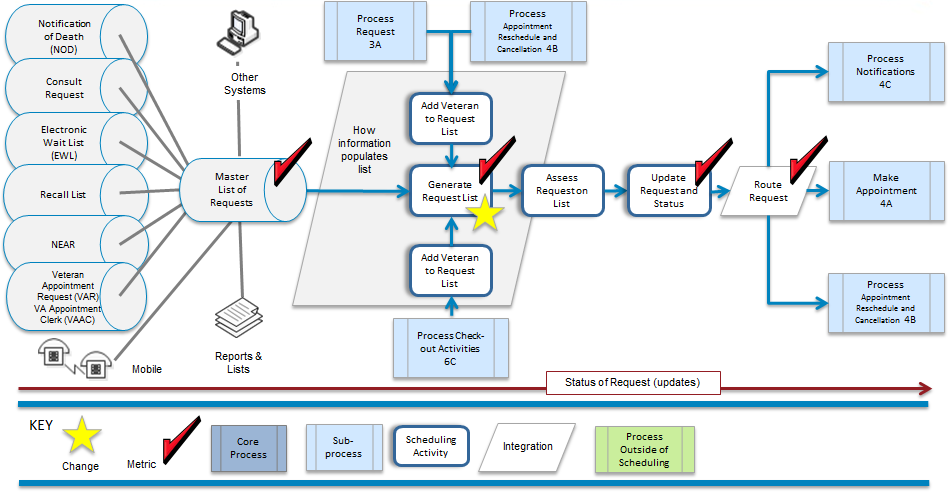 Notification
of Death
(NOD)
Consult
Request
Electronic
Wait List
(EWL)
Recall List
NEAR
Veteran
Appointment
Request (VAR)
VA Appointment
Clerk (VAAC)
Mobile
Other
Systems
Master
List of
Requests
Reports &
Lists
Process
Request
3A
Process
Appointment
Reschedule and
Cancellation 4B
How
information
populates
list
Add Veteran
to Request
List
Generate
Request List
Add Veteran
to Request
List
Process Check-
out Activities
6C
Assess
Request on
List
Update
Request and
Status
Route
Request
Process
Notifications
4C
Make
Appointment
4A
Process
Appointment
Reschedule and
Cancellation 4B
Status of Request (updates)
KEY
Change
Metric
Core
Process
Sub-
process
Scheduling
Activity
Integration
Process
Outside of
Scheduling